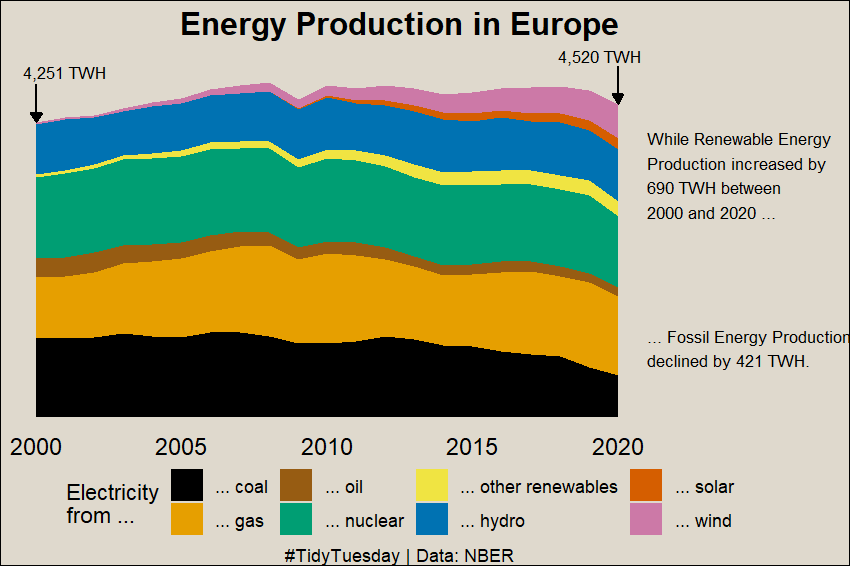 Energy Production in Europe
4,251 TWH
4,520 TWH
While Renewable Energy
Production increased by
690 TWH between
2000 and 2020 ...
... Fossil Energy Production
declined by 421 TWH.
2000 2005 2010 2015 2020
Electricity
from ...
... coal ... oil ... other renewables ... solar
... gas ... nuclear ... hydro ... wind
#TidyTuesday | Data: NBER